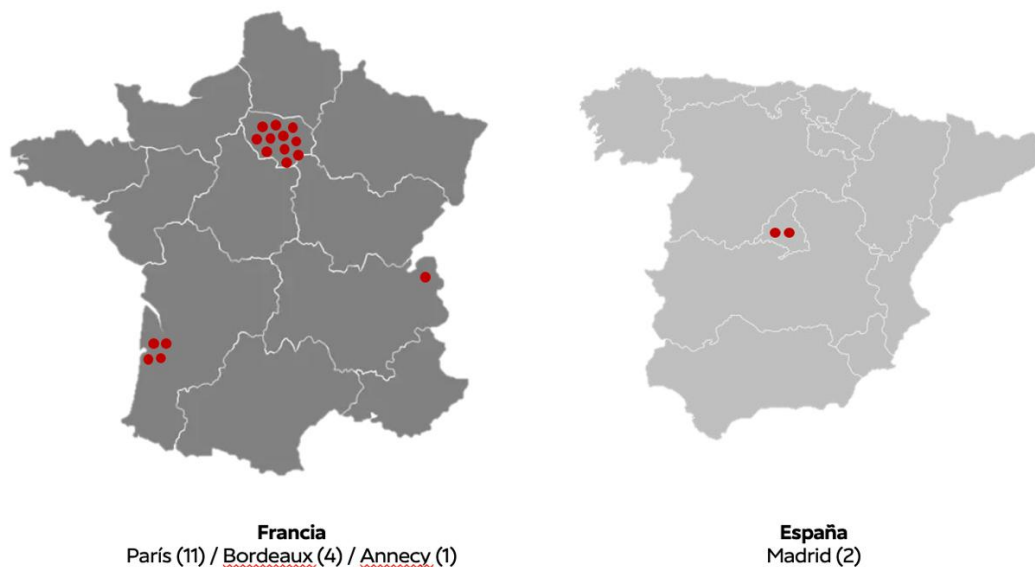 Francia
París (11) / Bordeaux (4) / Annecy (1)
España
Madrid (2)